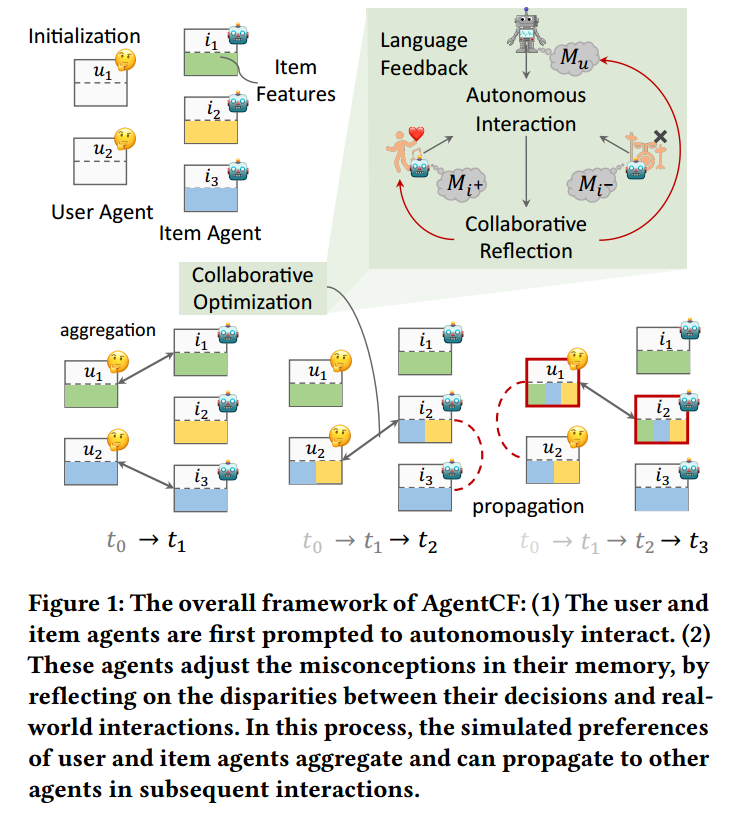 Initialization
u1
i1
Item
Features
i2
u2
i3
User Agent
Item Agent
Language
Feedback
Mu
Autonomous
Interaction
Mi+
Mi−
Collaborative
Reflection
Collaborative
Optimization
aggregation
u1
i1
i2
u2
i3
t0 → t1
u1
i1
i2
u2
i3
t0 → t1 → t2
u1
i1
i2
u2
i3
propagation
t0 → t1 → t2 → t3
Figure 1: The overall framework of AgentCF: (1) The user and
item agents are first prompted to autonomously interact. (2)
These agents adjust the misconceptions in their memory, by
reflecting on the disparities between their decisions and real-
world interactions. In this process, the simulated preferences
of user and item agents aggregate and can propagate to other
agents in subsequent interactions.